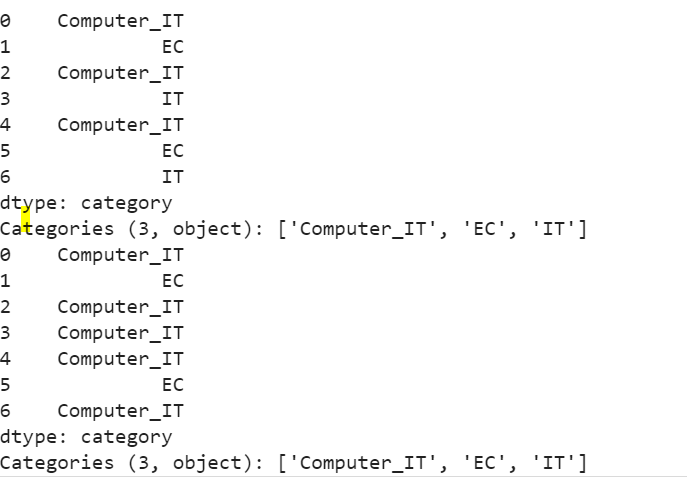 0    Computer_IT
1             EC
2    Computer_IT
3             IT
4    Computer_IT
5             EC
6             IT
dtype: category
Categories (3, object): ['Computer_IT', 'EC', 'IT']
0    Computer_IT
1             EC
2    Computer_IT
3    Computer_IT
4    Computer_IT
5             EC
6    Computer_IT
dtype: category
Categories (3, object): ['Computer_IT', 'EC', 'IT']